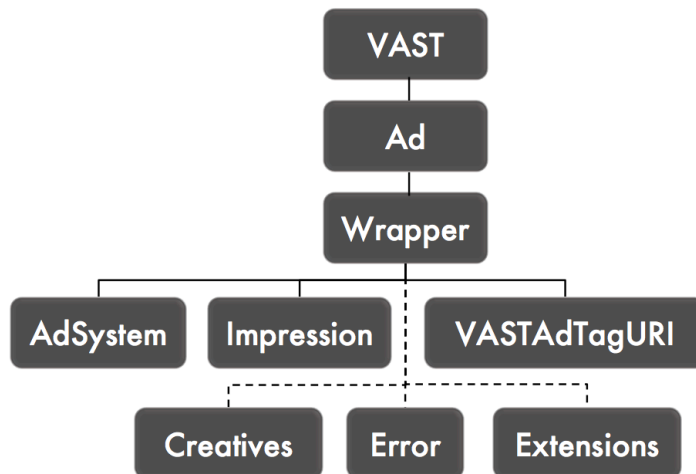 VAST
Ad
Wrapper
AdSystem
Impression
VASTAdTagURI
Creatives
Error
Extensions